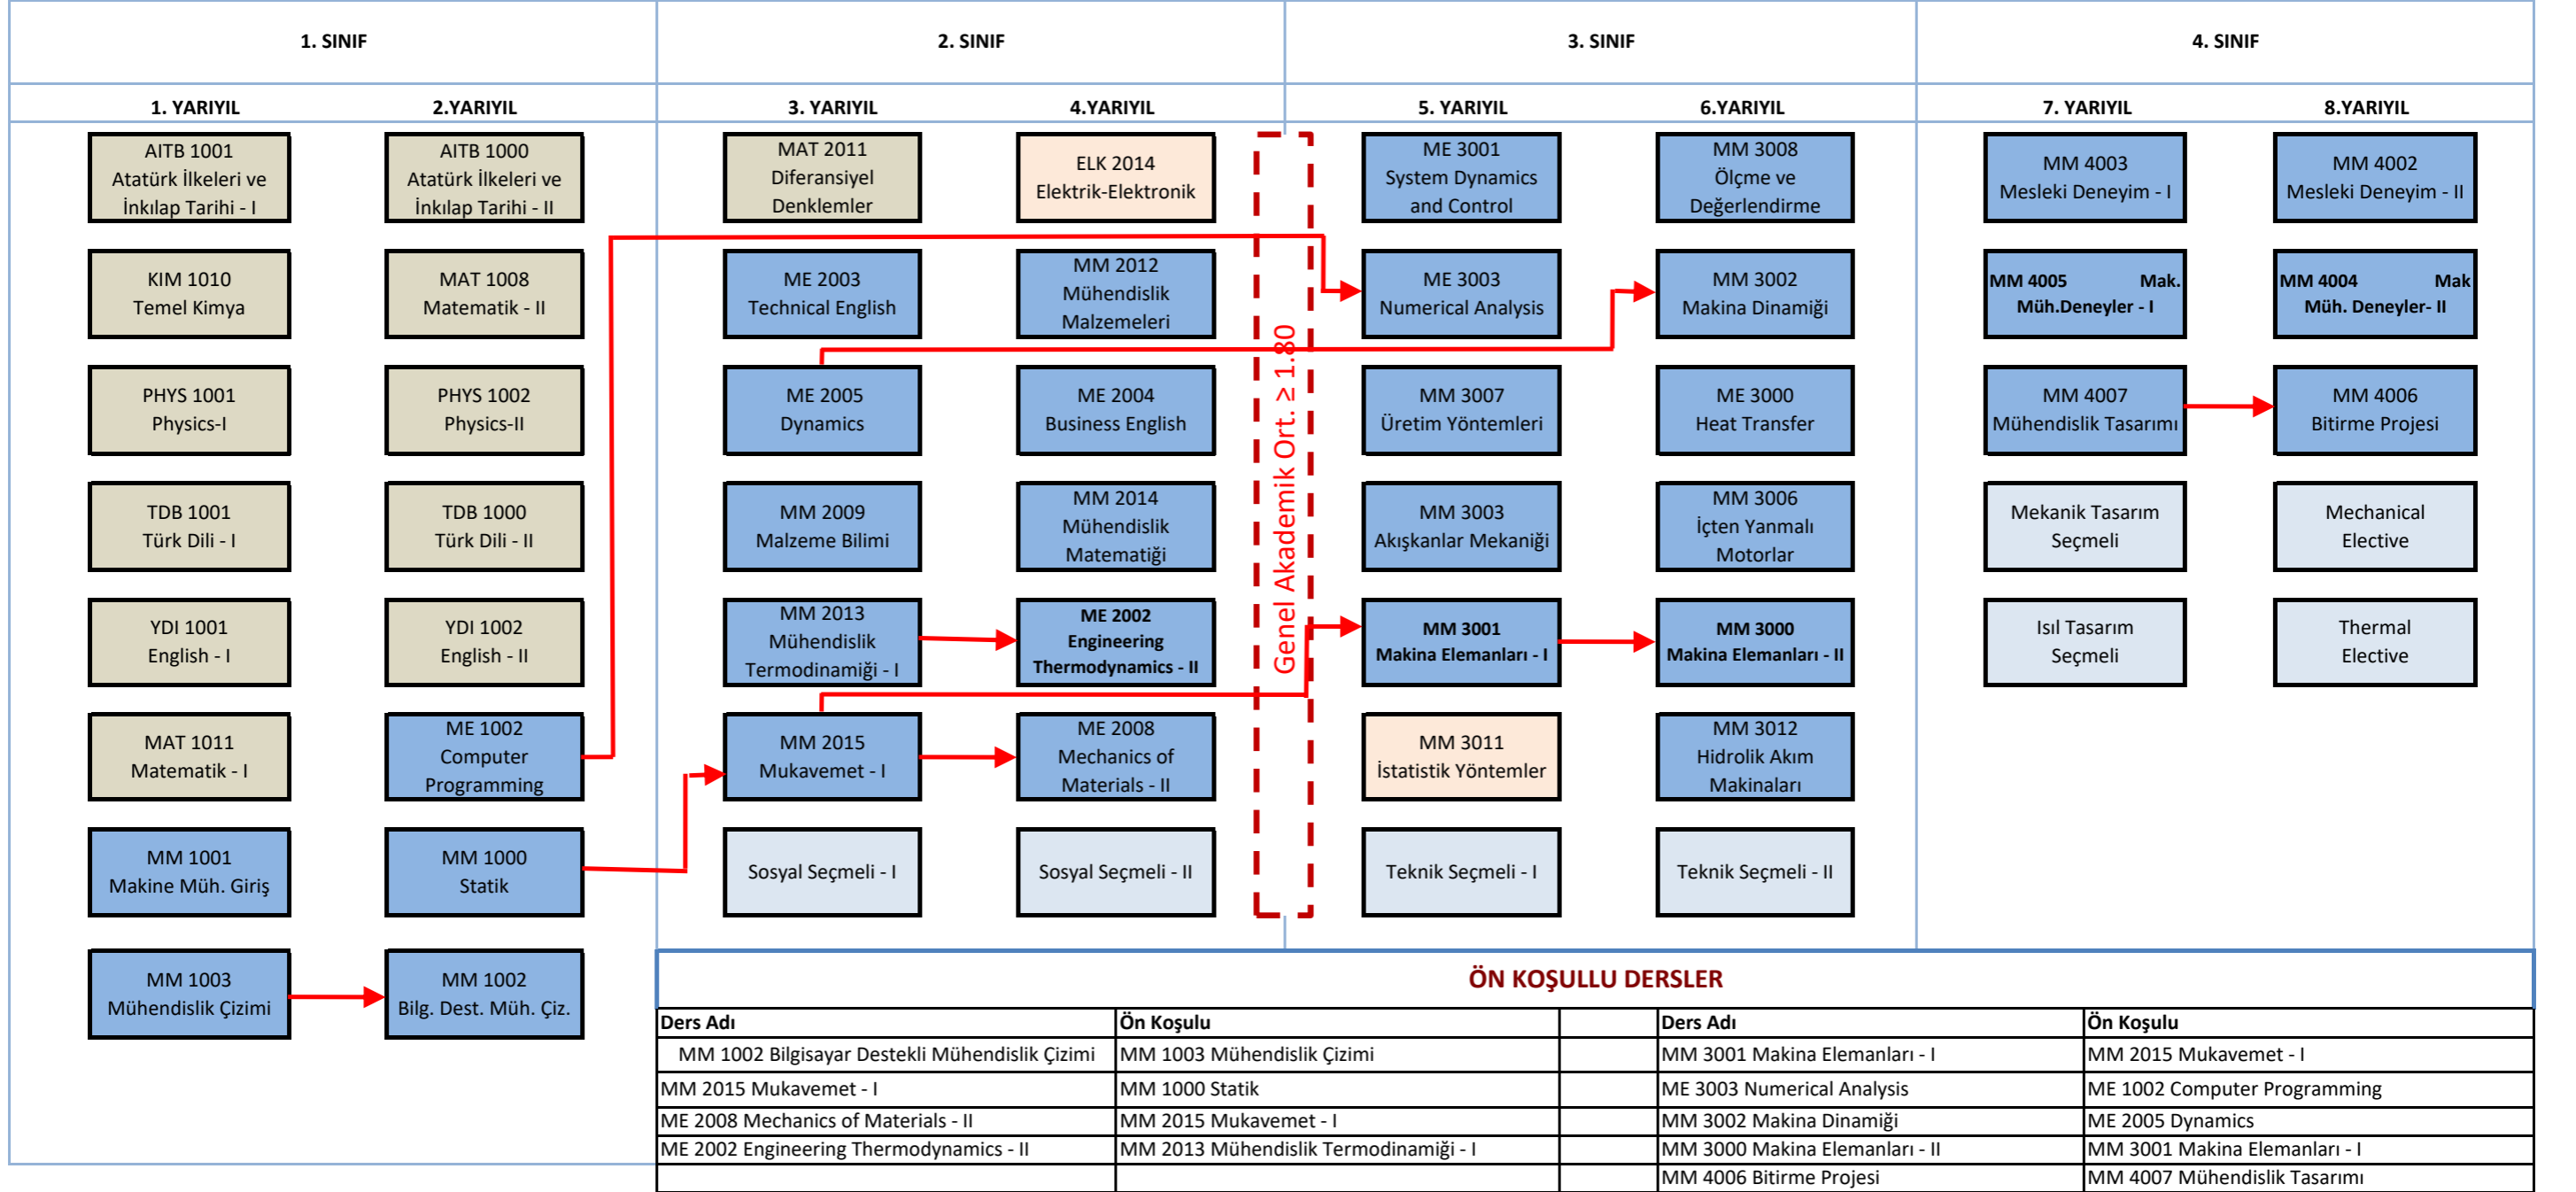 1. SINIF
2. SINIF
3. SINIF
4. SINIF
1. YARIYIL
2.YARIYIL
3. YARIYIL
4.YARIYIL
5. YARIYIL
6.YARIYIL
7. YARIYIL
8.YARIYIL
AITB 1001
Atatürk İlkeleri ve
İnkılap Tarihi - I
AITB 1000
Atatürk İlkeleri ve
İnkılap Tarihi - II
MAT 2011
Diferansiyel
Denklemler
ELK 2014
Elektrik-Elektronik
ME 3001
System Dynamics
and Control
MM 3008
Ölçme ve
Değerlendirme
MM 4003
Mesleki Deneyim - I
MM 4002
Mesleki Deneyim - II
KIM 1010
Temel Kimya
MAT 1008
Matematik - II
ME 2003
Technical English
MM 2012
Mühendislik
Malzemeleri
ME 3003
Numerical Analysis
MM 3002
Makina Dinamiği
MM 4005 Mak.
Müh.Deneyler - I
MM 4004 Mak
Müh. Deneyler- II
PHYS 1001
Physics-I
PHYS 1002
Physics-II
ME 2005
Dynamics
ME 2004
Business English
Genel Akademik Ort. ≥ 1.80
MM 3007
Üretim Yöntemleri
ME 3000
Heat Transfer
MM 4007
Mühendislik Tasarımı
MM 4006
Bitirme Projesi
TDB 1001
Türk Dili - I
TDB 1000
Türk Dili - II
MM 2009
Malzeme Bilimi
MM 2014
Mühendislik
Matematiği
MM 3003
Akışkanlar Mekaniği
MM 3006
İçten Yanmalı
Motorlar
Mekanik Tasarım
Seçmeli
Mechanical
Elective
YDI 1001
English - I
YDI 1002
English - II
MM 2013
Mühendislik
Termodinamiği - I
ME 2002
Engineering
Thermodynamics - II
MM 3001
Makina Elemanları - I
MM 3000
Makina Elemanları - II
Isıl Tasarım
Seçmeli
Thermal
Elective
MAT 1011
Matematik - I
ME 1002
Computer
Programming
MM 2015
Mukavemet - I
ME 2008
Mechanics of
Materials - II
MM 3011
İstatistik Yöntemler
MM 3012
Hidrolik Akım
Makinaları
MM 1001
Makine Müh. Giriş
MM 1000
Statik
Sosyal Seçmeli - I
Sosyal Seçmeli - II
Teknik Seçmeli - I
Teknik Seçmeli - II
MM 1003
Mühendislik Çizimi
MM 1002
Bilg. Dest. Müh. Çiz.
ÖN KOŞULLU DERSLER
Ders Adı Ön Koşulu Ders Adı Ön Koşulu
MM 1002 Bilgisayar Destekli Mühendislik Çizimi MM 1003 Mühendislik Çizimi MM 3001 Makina Elemanları - I MM 2015 Mukavemet - I
MM 2015 Mukavemet - I MM 1000 Statik ME 3003 Numerical Analysis ME 1002 Computer Programming
ME 2008 Mechanics of Materials - II MM 2015 Mukavemet - I MM 3002 Makina Dinamiği ME 2005 Dynamics
ME 2002 Engineering Thermodynamics - II MM 2013 Mühendislik Termodinamiği - I MM 3000 Makina Elemanları - II MM 3001 Makina Elemanları - I
MM 4006 Bitirme Projesi MM 4007 Mühendislik Tasarımı